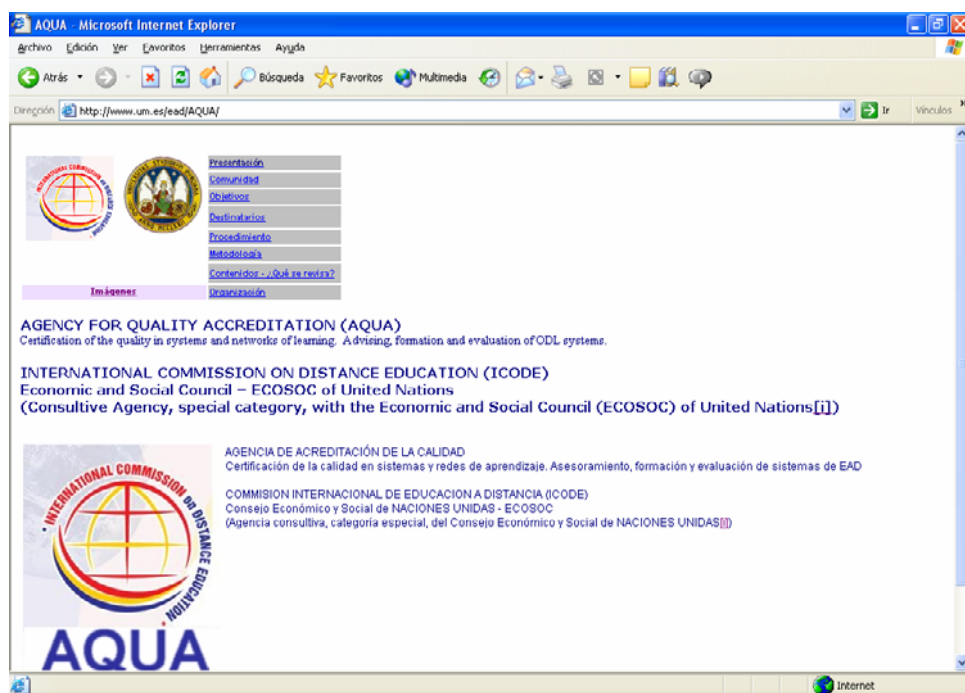 AQUA - Microsoft Internet Explorer
Archivo Edición Ver Favoritos Herramientas Ayuda
Atrás Búsqueda Favoritos Multimedia
Dirección http://www.um.es/ead/AQUA/ Ir Vínculos
INTERNATIONAL COMMISSION ON DISTANCE EDUCATION
Presentación
Comunidad
Objetivos
Destinatarios
Procedimiento
Metodología
Contenidos - ¿Qué se revisa?
Imágenes Organización
AGENCY FOR QUALITY ACCREDITATION (AQUA)
Certification of the quality in systems and networks of learning. Advising, formation and evaluation of ODL systems.
INTERNATIONAL COMMISSION ON DISTANCE EDUCATION (ICODE)
Economic and Social Council – ECOSOC of United Nations
(Consultive Agency, special category, with the Economic and Social Council (ECOSOC) of United Nations[i])
INTERNATIONAL COMMISSION ON DISTANCE EDUCATION
AQUA
AGENCIA DE ACREDITACIÓN DE LA CALIDAD
Certificación de la calidad en sistemas y redes de aprendizaje. Asesoramiento, formación y evaluación de sistemas de EAD
COMMISION INTERNACIONAL DE EDUCACION A DISTANCIA (ICODE)
Consejo Económico y Social de NACIONES UNIDAS - ECOSOC
(Agencia consultiva, categoría especial, del Consejo Económico y Social de NACIONES UNIDAS[i])
Internet